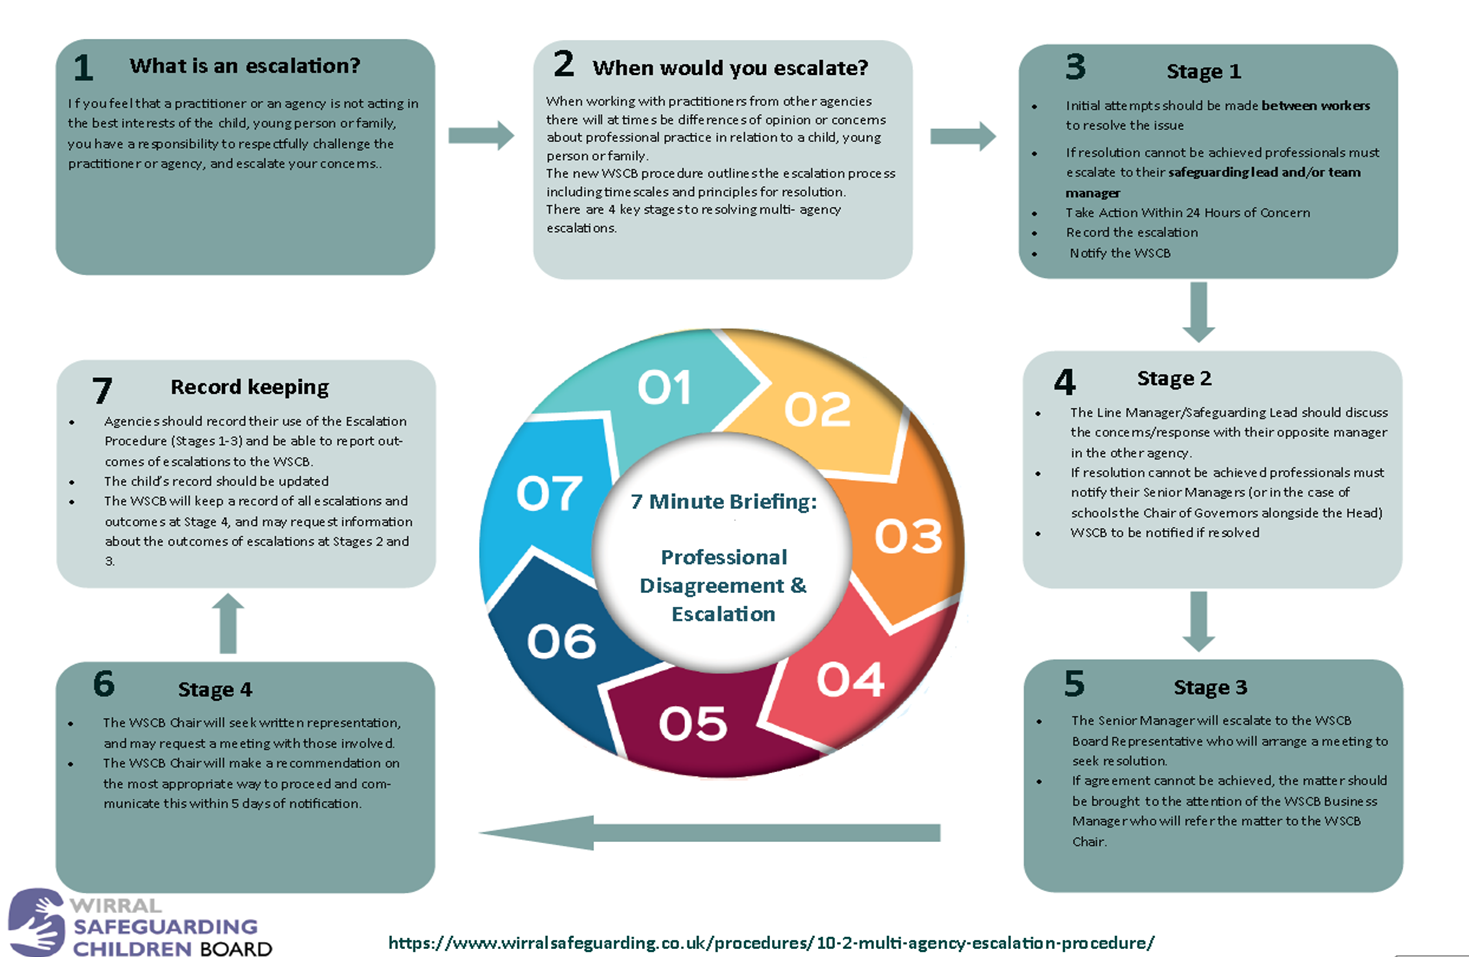 1 What is an escalation?
If you feel that a practitioner or an agency is not acting in
the best interests of the child, young person or family,
you have a responsibility to respectfully challenge the
practitioner or agency, and escalate your concerns..
2 When would you escalate?
When working with practitioners from other agencies
there will at times be differences of opinion or concerns
about professional practice in relation to a child, young
person or family.
The new WSCB procedure outlines the escalation process
including timescales and principles for resolution.
There are 4 key stages to resolving multi- agency
escalations.
3 Stage 1
• Initial attempts should be made between workers
to resolve the issue
• If resolution cannot be achieved professionals must
escalate to their safeguarding lead and/or team
manager
• Take Action Within 24 Hours of Concern
• Record the escalation
• Notify the WSCB
4 Stage 2
• The Line Manager/Safeguarding Lead should discuss
the concerns/response with their opposite manager
in the other agency.
• If resolution cannot be achieved professionals must
notify their Senior Managers (or in the case of
schools the Chair of Governors alongside the Head)
• WSCB to be notified if resolved
5 Stage 3
• The Senior Manager will escalate to the WSCB
Board Representative who will arrange a meeting to
seek resolution.
• If agreement cannot be achieved, the matter should
be brought to the attention of the WSCB Business
Manager who will refer the matter to the WSCB
Chair.
6 Stage 4
• The WSCB Chair will seek written representation,
and may request a meeting with those involved.
• The WSCB Chair will make a recommendation on
the most appropriate way to proceed and com-
municate this within 5 days of notification.
7 Record keeping
• Agencies should record their use of the Escalation
Procedure (Stages 1-3) and be able to report out-
comes of escalations to the WSCB.
• The child's record should be updated
• The WSCB will keep a record of all escalations and
outcomes at Stage 4, and may request information
about the outcomes of escalations at Stages 2 and
3.
01
02
03
04
05
06
07
7 Minute Briefing:
Professional
Disagreement &
Escalation
WIRRAL
SAFEGUARDING
CHILDREN BOARD
https://www.wirralsafeguarding.co.uk/procedures/10-2-multi-agency-escalation-procedure/